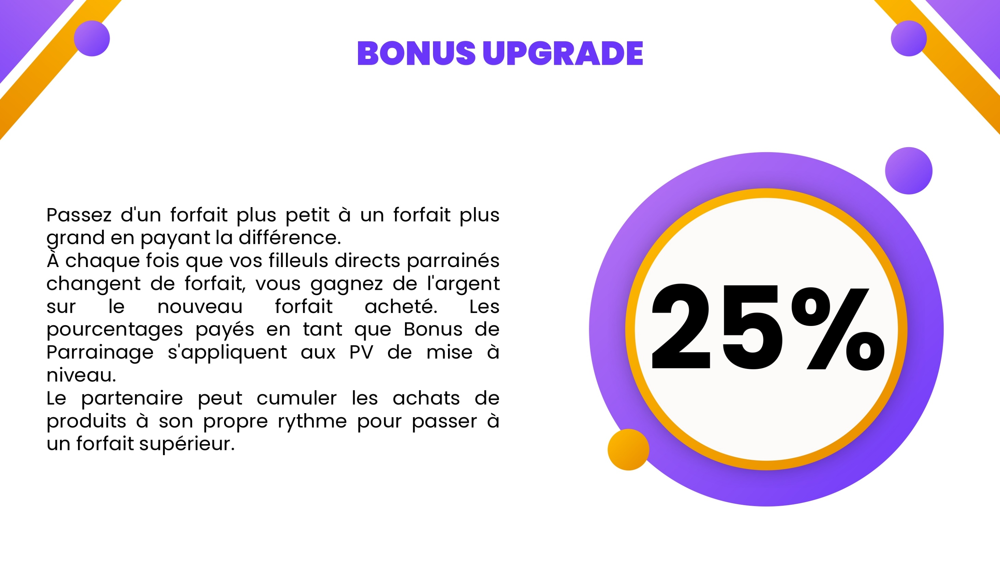 BONUS UPGRADE
Passez d'un forfait plus petit à un forfait plus
grand en payant la différence.
À chaque fois que vos filleuls directs parrainés
changent de forfait, vous gagnez de l'argent
sur le nouveau forfait acheté. Les
pourcentages payés en tant que Bonus de
Parrainage s'appliquent aux PV de mise à
niveau.
Le partenaire peut cumuler les achats de
produits à son propre rythme pour passer à
un forfait supérieur.
25%